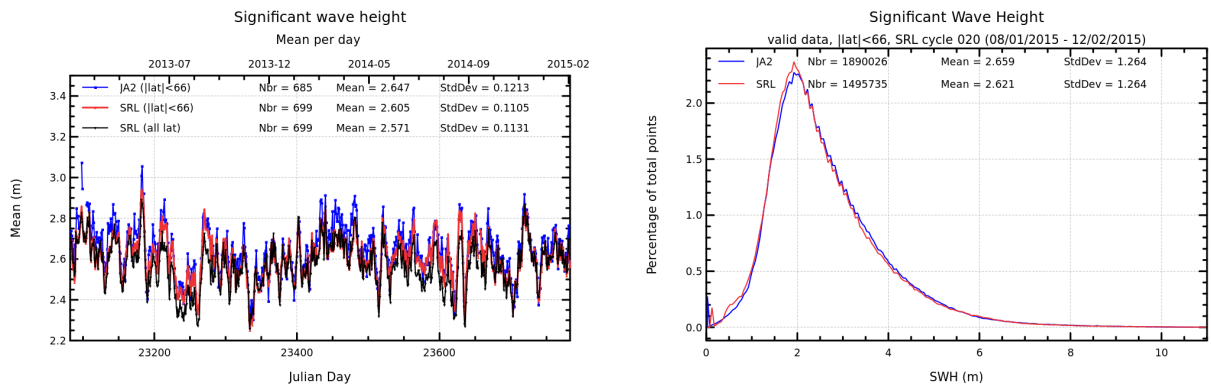 Significant wave height
Mean per day
2013-07 2013-12 2014-05 2014-09 2015-02
JA2 (|lat|<66) Nbr = 685 Mean = 2.647 StdDev = 0.1213
SRL (|lat|<66) Nbr = 699 Mean = 2.605 StdDev = 0.1105
SRL (all lat) Nbr = 699 Mean = 2.571 StdDev = 0.1131
3.4
3.2
3.0
2.8
2.6
2.4
2.2
Mean (m)
23200 23400 23600
Julian Day
Significant Wave Height
valid data, |lat|<66, SRL cycle 020 (08/01/2015 - 12/02/2015)
JA2 Nbr = 1890026 Mean = 2.659 StdDev = 1.264
SRL Nbr = 1495735 Mean = 2.621 StdDev = 1.264
2.0
1.5
1.0
0.5
0.0
Percentage of total points
0 2 4 6 8 10
SWH (m)